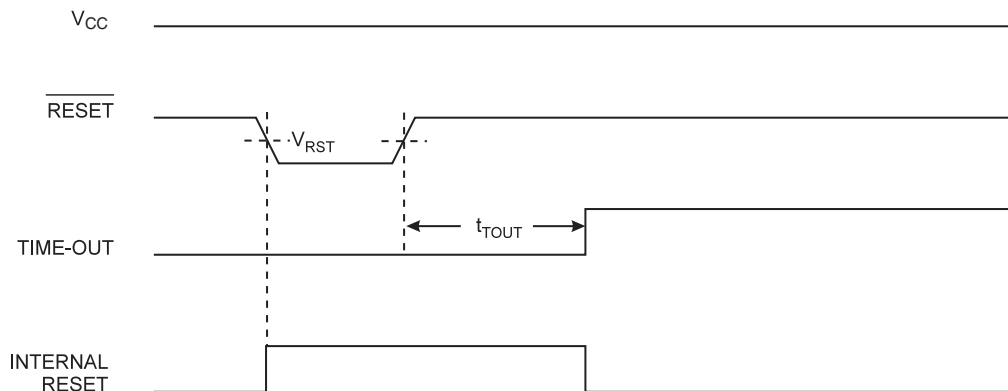 VCC
RESET
VRST
tTOUT
TIME-OUT
INTERNAL
RESET